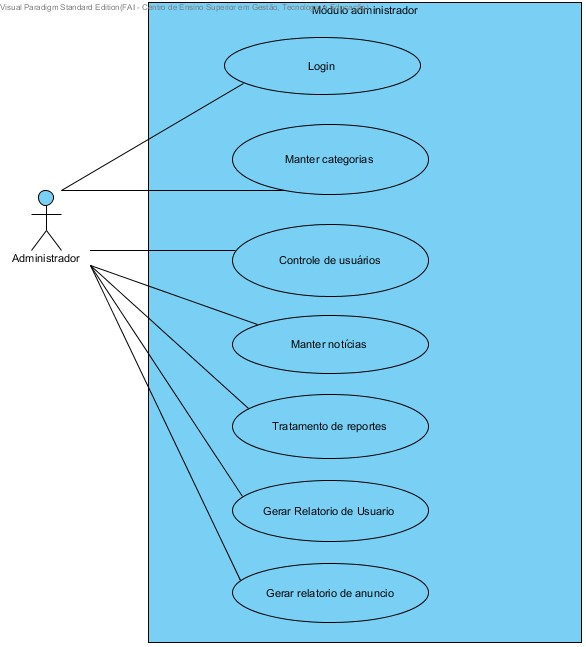 Visual Paradigm Standard Edition(FAI - Centro de Ensino Superior em Gestão, Tecnologia e Educação)
Módulo administrador
Login
Manter categorias
Administrador
Controle de usuários
Manter notícias
Tratamento de reportes
Gerar Relatorio de Usuario
Gerar relatorio de anuncio